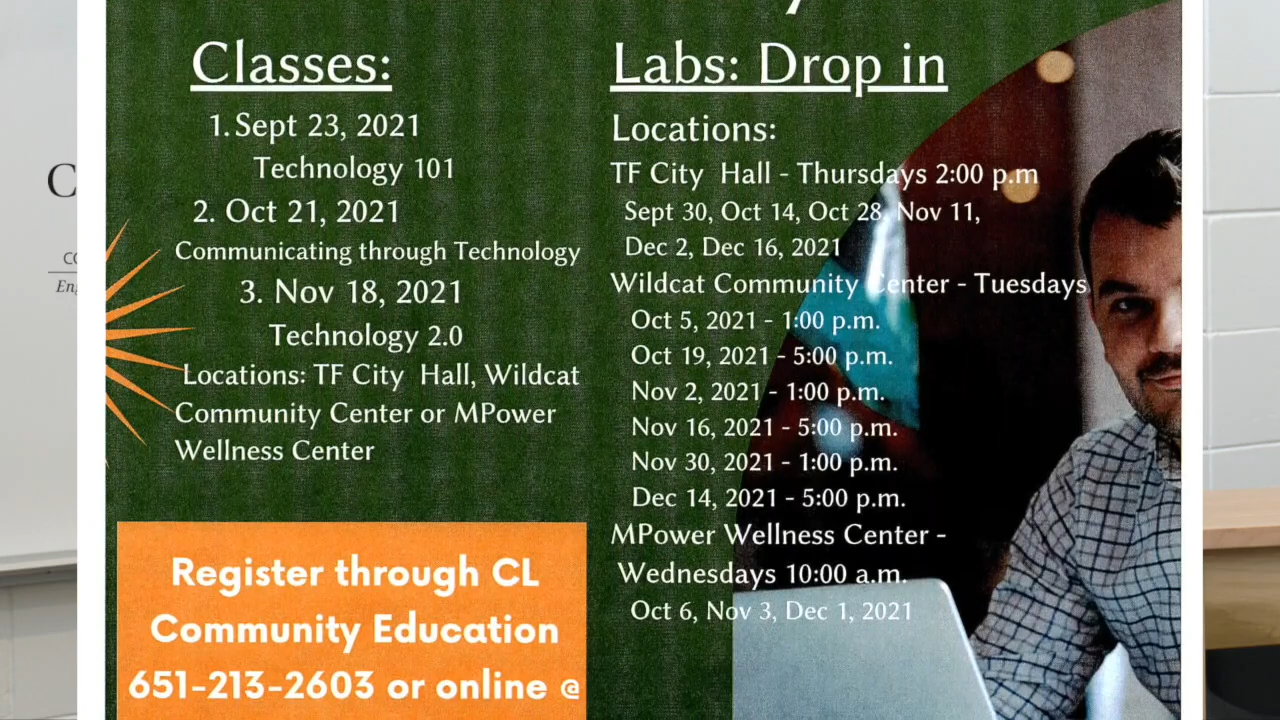 Classes:
1. Sept 23, 2021
Technology 101
2. Oct 21, 2021
Communicating through Technology
3. Nov 18, 2021
Technology 2.0
Locations: TF City Hall, Wildcat
Community Center or MPower
Wellness Center
Register through CL
Community Education
651-213-2603 or online @
Labs: Drop in
Locations:
TF City Hall - Thursdays 2:00 p.m
Sept 30, Oct 14, Oct 28, Nov 11,
Dec 2, Dec 16, 2021
Wildcat Community Center - Tuesdays
Oct 5, 2021 - 1:00 p.m.
Oct 19, 2021 - 5:00 p.m.
Nov 2, 2021 - 1:00 p.m.
Nov 16, 2021 - 5:00 p.m.
Nov 30, 2021 - 1:00 p.m.
Dec 14, 2021 - 5:00 p.m.
MPower Wellness Center -
Wednesdays 10:00 a.m.
Oct 6, Nov 3, Dec 1, 2021